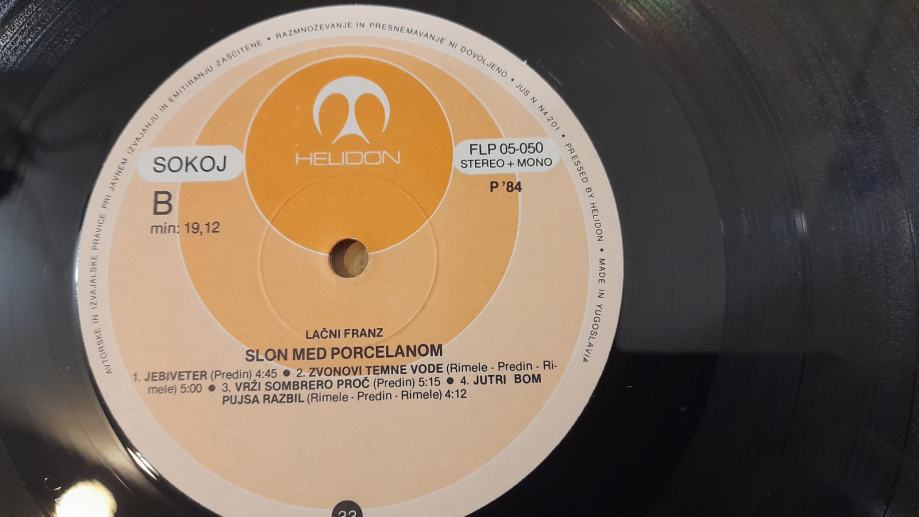 AVTORSKE IN IZVAJALSKE PRAVICE PRI JAVNEM IZVAJANJU IN EMITIRANJU ZAŠČITENE • RAZMNOŽEVANJE IN PRESNEMAVANJE NI DOVOLJENO • JUS N. N4.201 • PRESSED BY HELIDON • MADE IN YUGOSLAVIA
HELIDON
SOKOJ
FLP 05-050
STEREO + MONO
P '84
B
min: 19,12
LAČNI FRANZ
SLON MED PORCELANOM
1. JEBIVETER (Predin) 4:45 ● 2. ZVONOVI TEMNE VODE (Rimele - Predin - Ri-
mele) 5:00 ● 3. VRŽI SOMBRERO PROČ (Predin) 5:15 ● 4. JUTRI BOM
PUJSA RAZBIL (Rimele - Predin - Rimele) 4:12
33